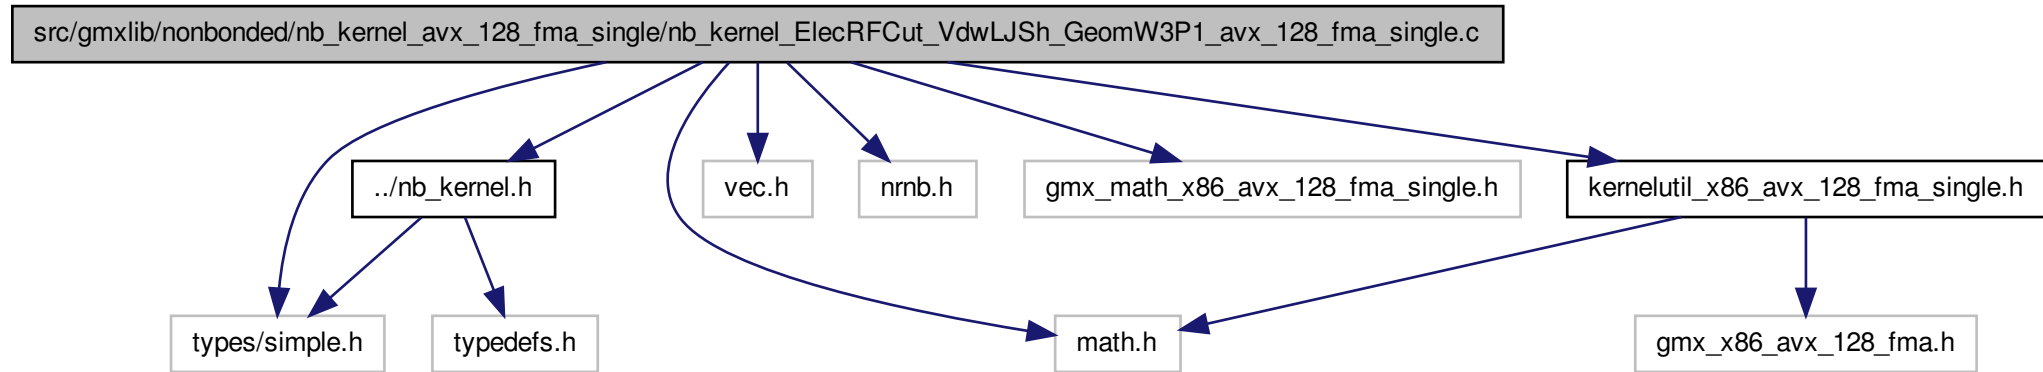 src/gmxlib/nonbonded/nb_kernel_avx_128_fma_single/nb_kernel_ElecRFCut_VdwLJSh_GeomW3P1_avx_128_fma_single.c
../nb_kernel.h
vec.h
nrnb.h
gmx_math_x86_avx_128_fma_single.h
kernelutil_x86_avx_128_fma_single.h
types/simple.h
typedefs.h
math.h
gmx_x86_avx_128_fma.h